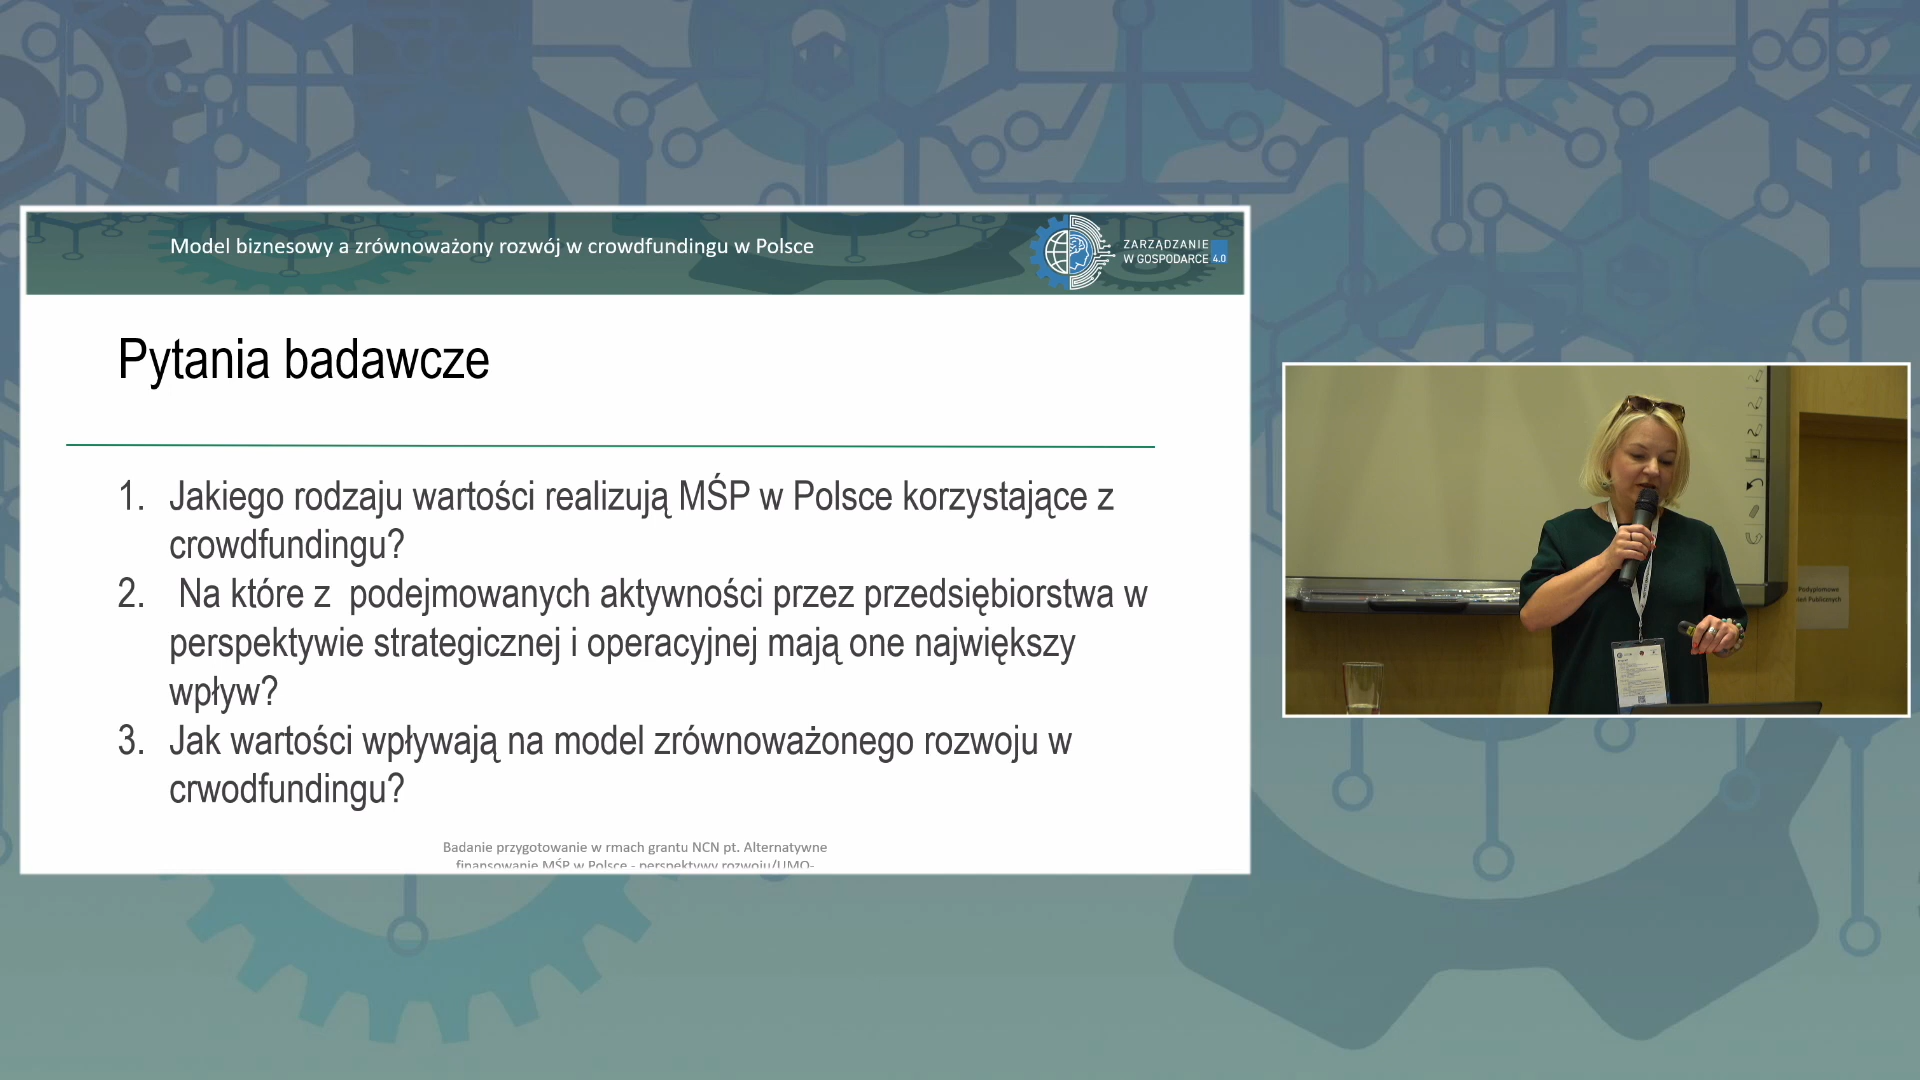 Model biznesowy a zrównoważony rozwój w crowdfundingu w Polsce
ZARZĄDZANIE
W GOSPODARCE 4.0
Pytania badawcze
1. Jakiego rodzaju wartości realizują MŚP w Polsce korzystające z
crowdfundingu?
2. Na które z podejmowanych aktywności przez przedsiębiorstwa w
perspektywie strategicznej i operacyjnej mają one największy
wpływ?
3. Jak wartości wpływają na model zrównoważonego rozwoju w
crwodfundingu?
Badanie przygotowanie w rmach grantu NCN pt. Alternatywne
finansowanie MŚP w Polsce - perspektywy rozwoju/UMO-
Podyplomowe
Publicznych